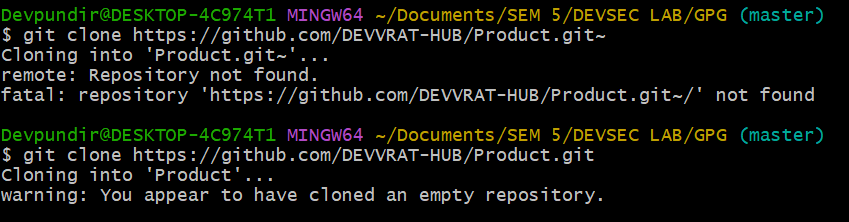 Devpundir@DESKTOP-4C974T1 MINGW64 ~/Documents/SEM 5/DEVSEC LAB/GPG (master)
$ git clone https://github.com/DEVVRAT-HUB/Product.git~
Cloning into 'Product.git~'...
remote: Repository not found.
fatal: repository 'https://github.com/DEVVRAT-HUB/Product.git~/' not found
Devpundir@DESKTOP-4C974T1 MINGW64 ~/Documents/SEM 5/DEVSEC LAB/GPG (master)
$ git clone https://github.com/DEVVRAT-HUB/Product.git
Cloning into 'Product'...
warning: You appear to have cloned an empty repository.